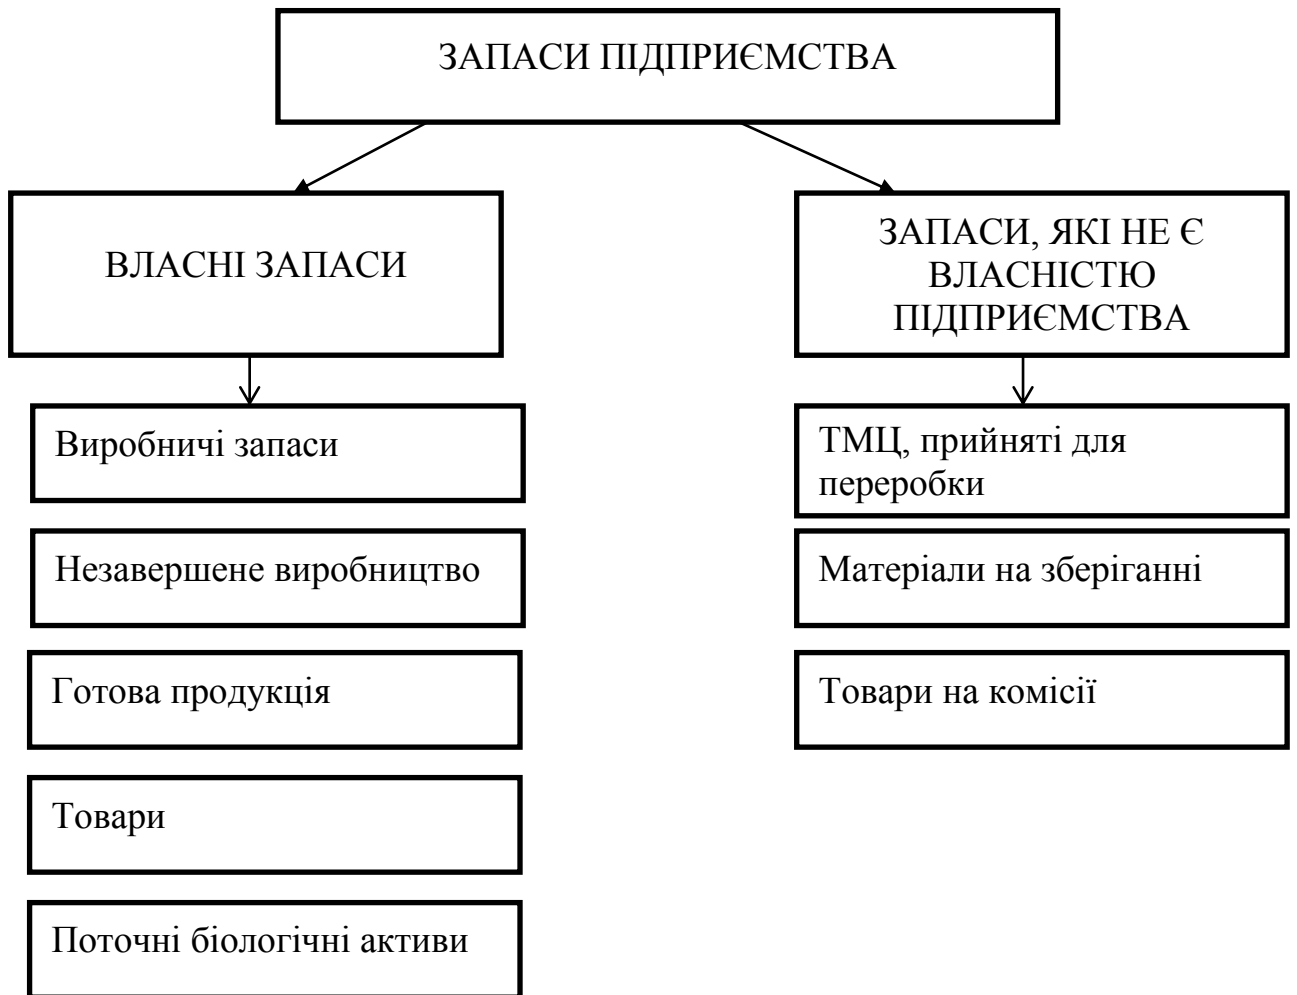 ЗАПАСИ ПІДПРИЄМСТВА
ВЛАСНІ ЗАПАСИ
ЗАПАСИ, ЯКІ НЕ Є
ВЛАСНІСТЮ
ПІДПРИЄМСТВА
Виробничі запаси
Незавершене виробництво
Готова продукція
Товари
Поточні біологічні активи
ТМЦ, прийняті для
переробки
Матеріали на зберіганні
Товари на комісії